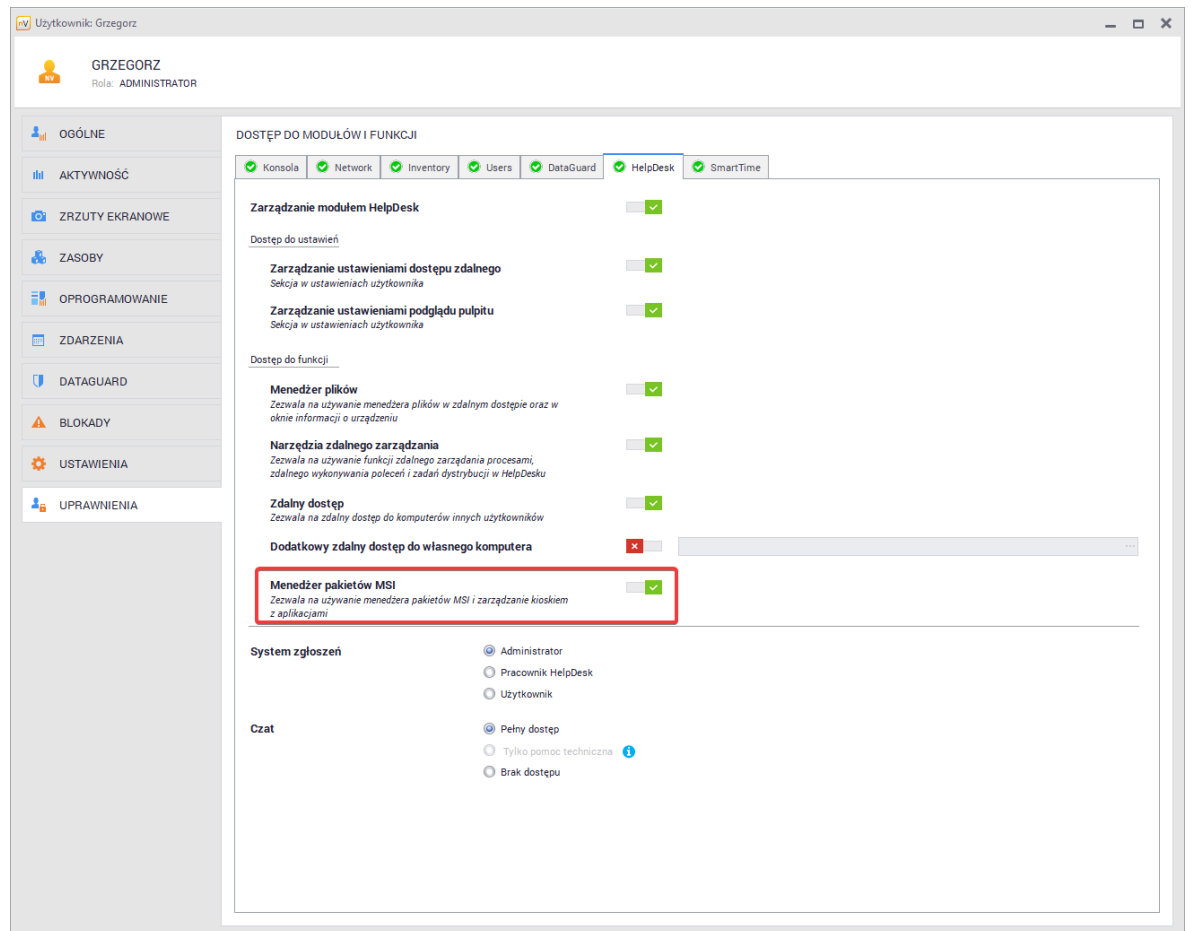 nV Użytkownik: Grzegorz
GRZEGORZ
NV
Rola: ADMINISTRATOR
OGÓLNE
AKTYWNOŚĆ
ZRZUTY EKRANOWE
ZASOBY
OPROGRAMOWANIE
ZDARZENIA
DATAGUARD
BLOKADY
USTAWIENIA
UPRAWNIENIA
DOSTĘP DO MODUŁÓW I FUNKCJI
Konsola Network Inventory Users DataGuard HelpDesk SmartTime
Zarządzanie modułem HelpDesk
Dostęp do ustawień
Zarządzanie ustawieniami dostępu zdalnego
Sekcja w ustawieniach użytkownika
Zarządzanie ustawieniami podglądu pulpitu
Sekcja w ustawieniach użytkownika
Dostęp do funkcji
Menedżer plików
Zezwala na używanie menedżera plików w zdalnym dostępie oraz w
oknie informacji o urządzeniu
Narzędzia zdalnego zarządzania
Zezwala na używanie funkcji zdalnego zarządania procesami,
zdalnego wykonywania poleceń i zadań dystrybucji w HelpDesku
Zdalny dostęp
Zezwala na zdalny dostęp do komputerów innych użytkowników
Dodatkowy zdalny dostęp do własnego komputera ...
Menedżer pakietów MSI
Zezwala na używanie menedżera pakietów MSI i zarządzanie kioskiem
z aplikacjami
System zgłoszeń
Administrator
Pracownik HelpDesk
Użytkownik
Czat
Pełny dostęp
Tylko pomoc techniczna i
Brak dostępu